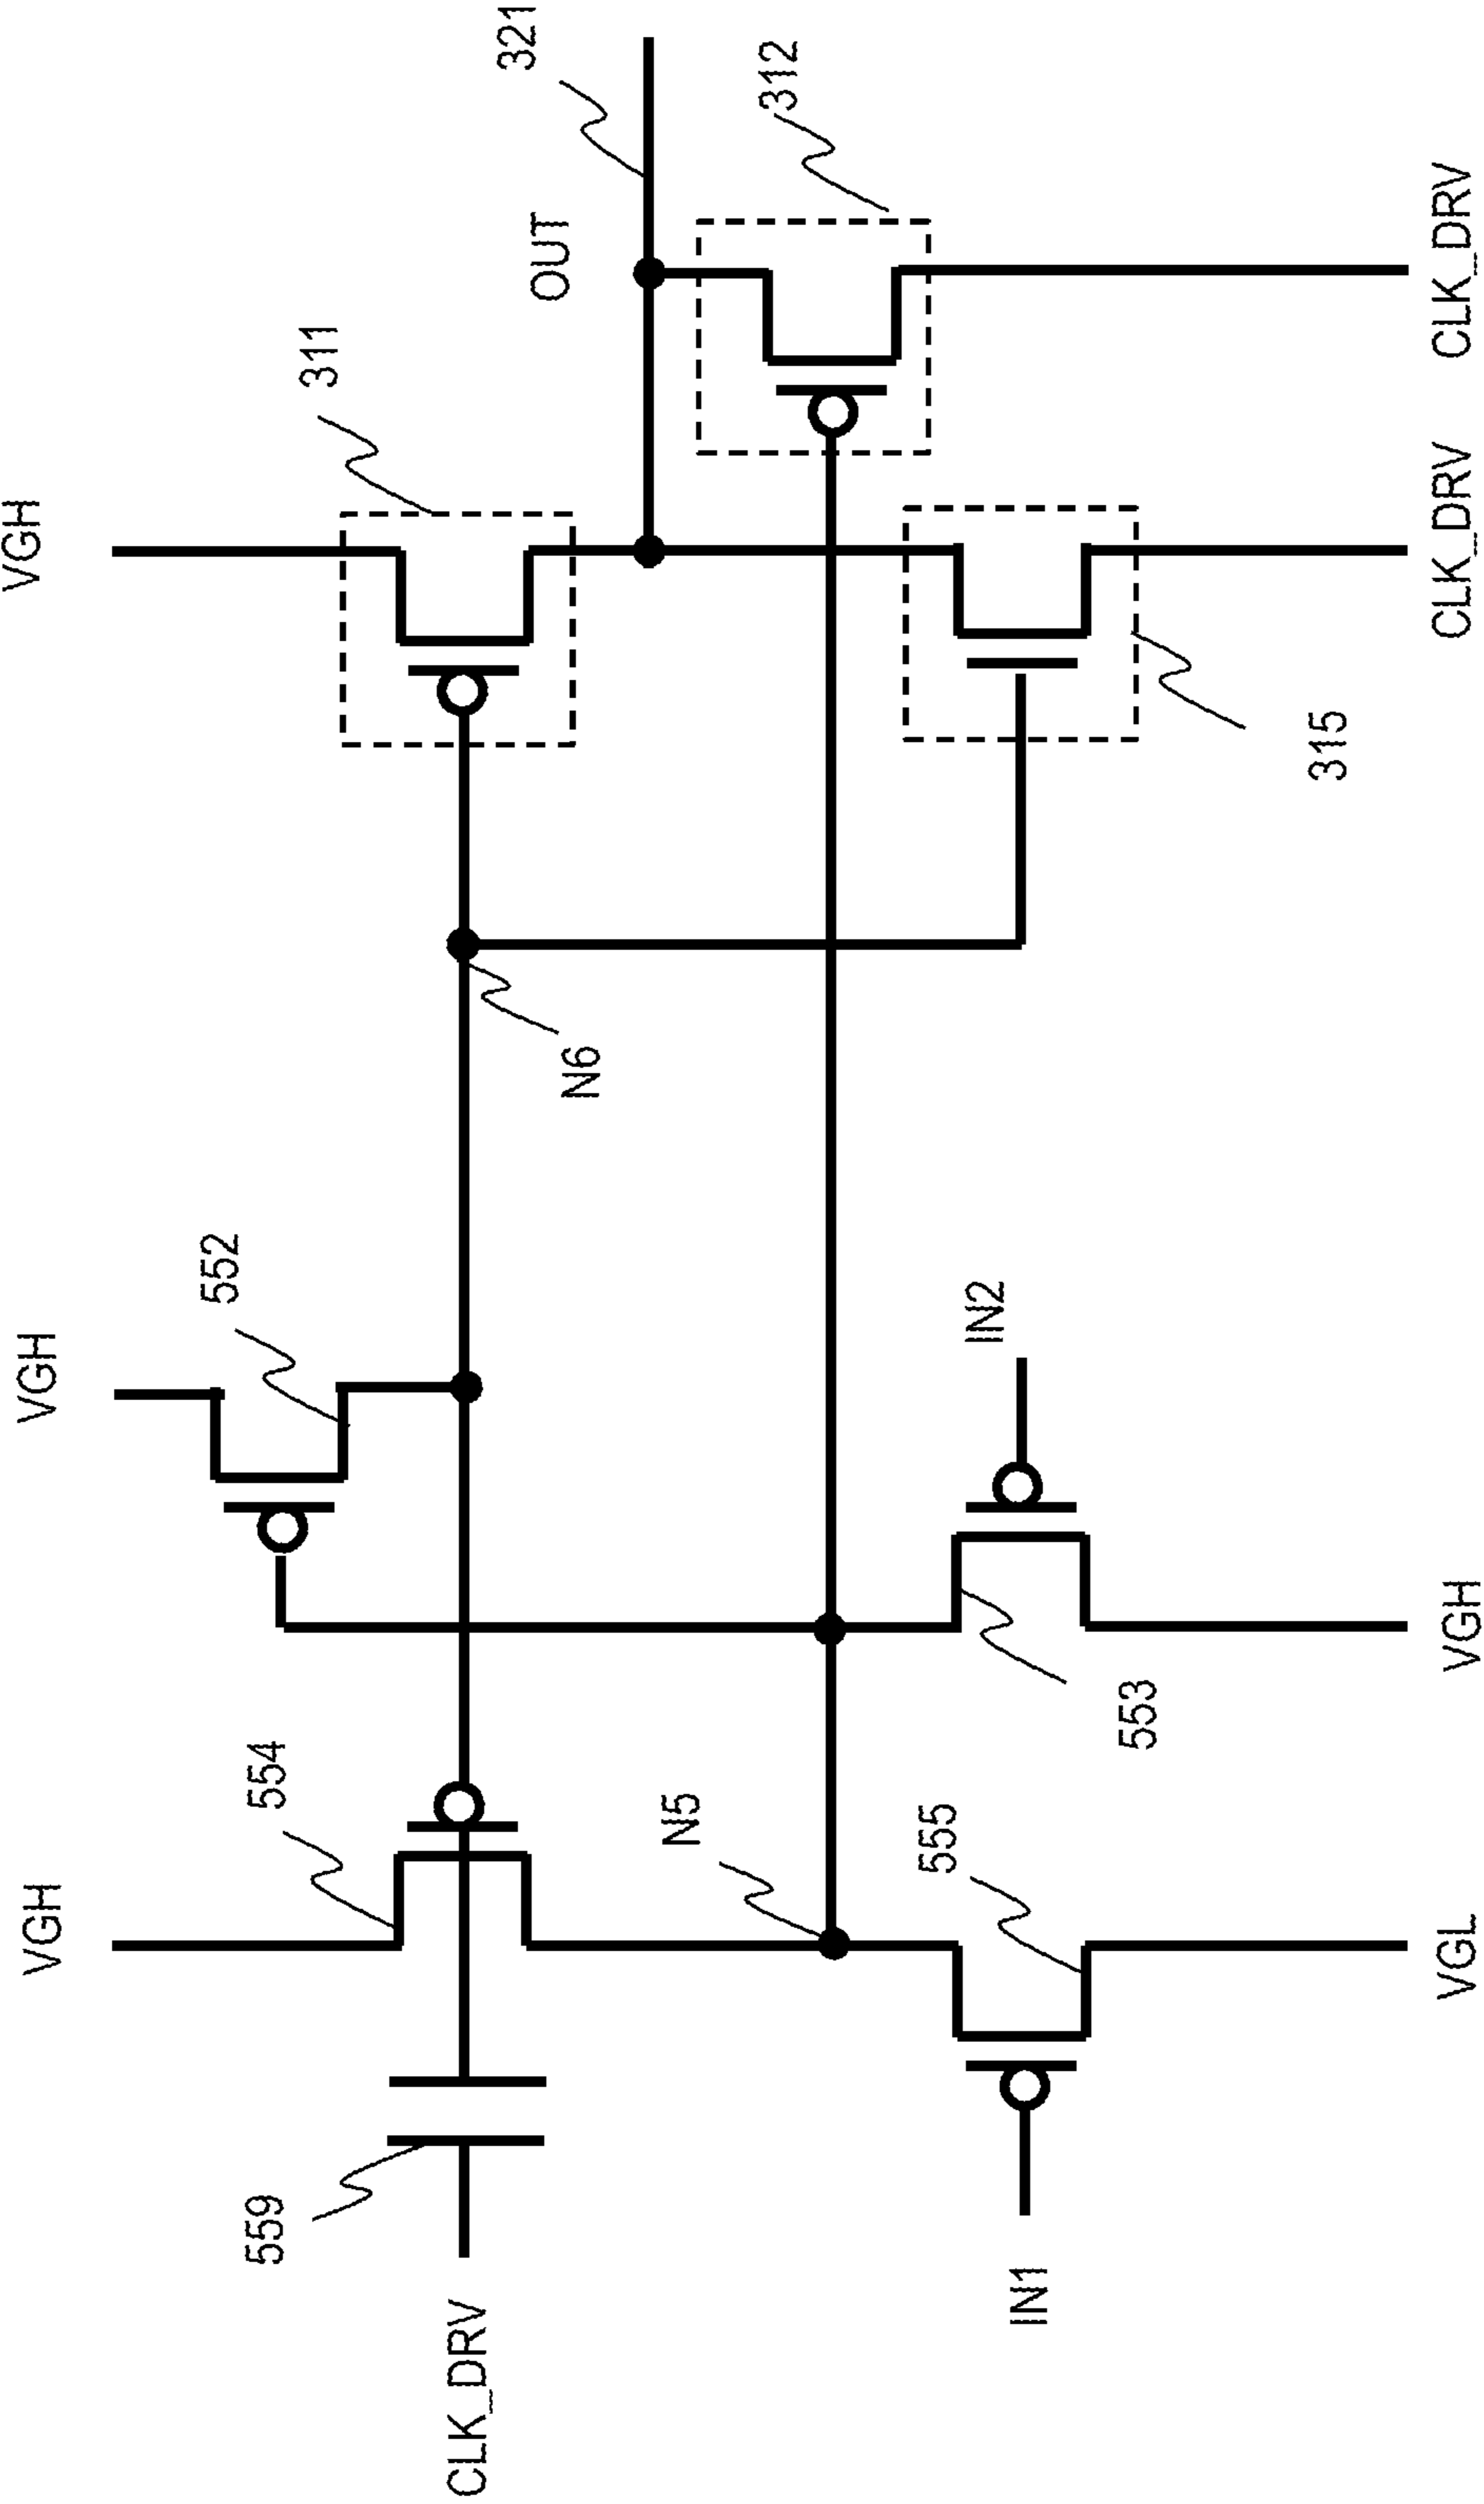 VGH
VGH
VGH
554
552
311
321
559
CLK_DRV
N6
OUT
N5
312
555
IN2
IN1
553
315
VGL
VGH
CLK_DRV
CLK_DRV